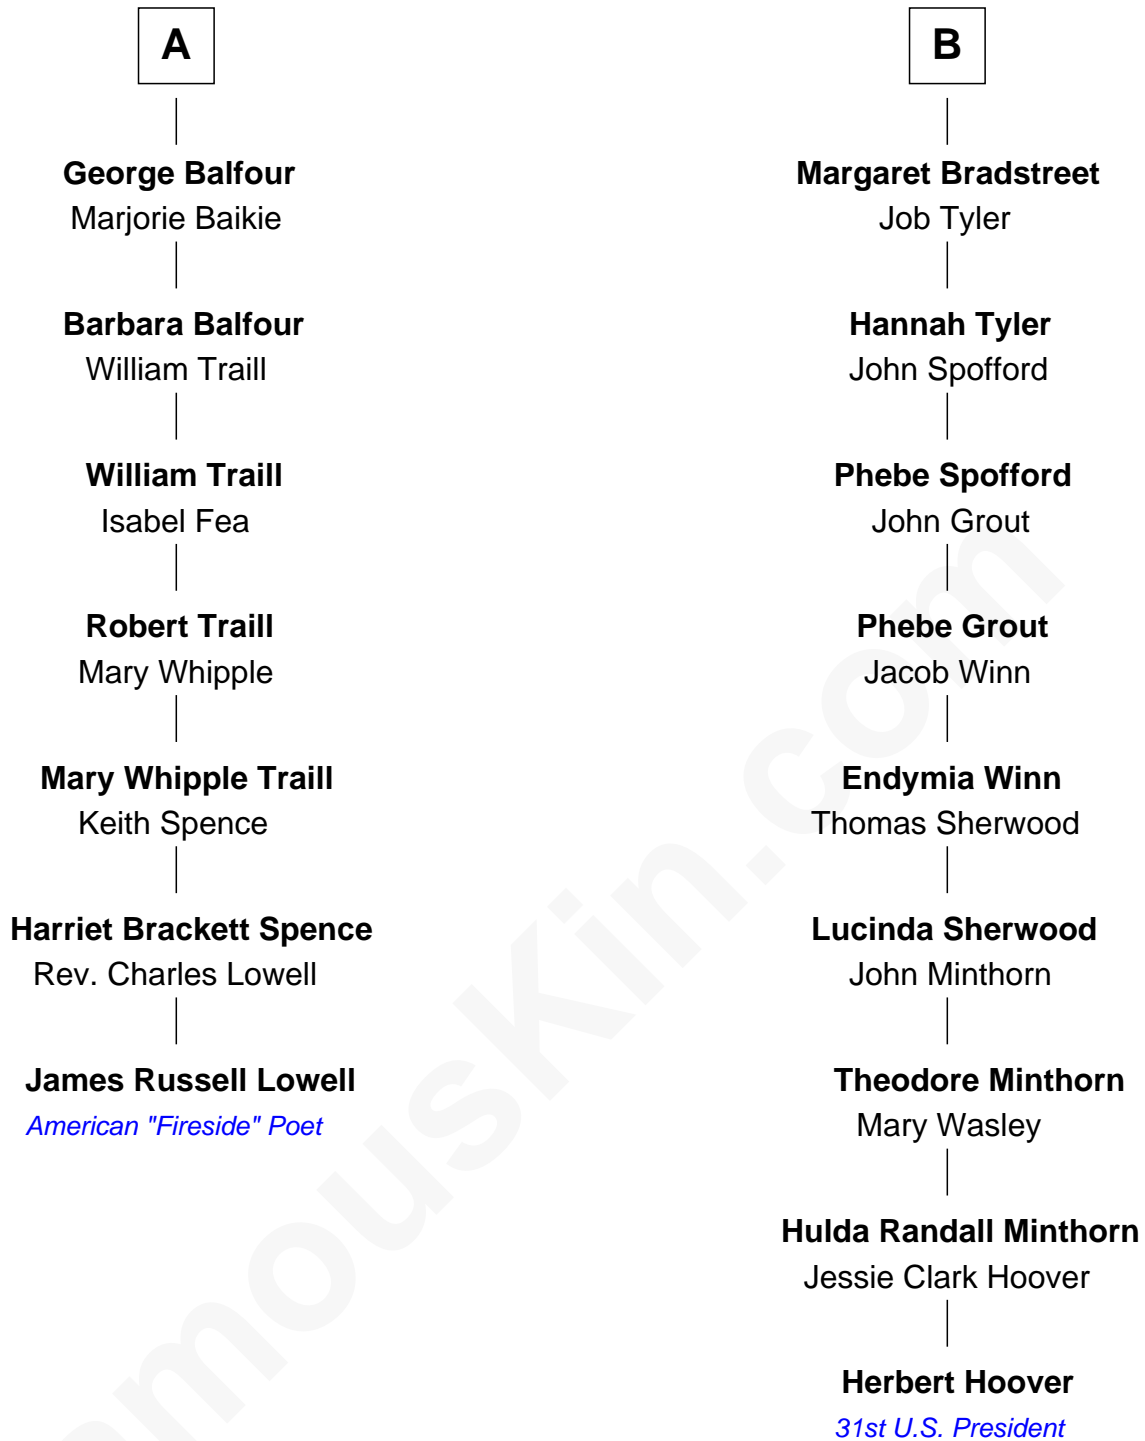 A
George Balfour
Marjorie Baikie
Barbara Balfour
William Traill
William Traill
Isabel Fea
Robert Traill
Mary Whipple
Mary Whipple Traill
Keith Spence
Harriet Brackett Spence
Rev. Charles Lowell
James Russell Lowell
American "Fireside" Poet
B
Margaret Bradstreet
Job Tyler
Hannah Tyler
John Spofford
Phebe Spofford
John Grout
Phebe Grout
Jacob Winn
Endymia Winn
Thomas Sherwood
Lucinda Sherwood
John Minthorn
Theodore Minthorn
Mary Wasley
Hulda Randall Minthorn
Jessie Clark Hoover
Herbert Hoover
31st U.S. President
amouskin.com